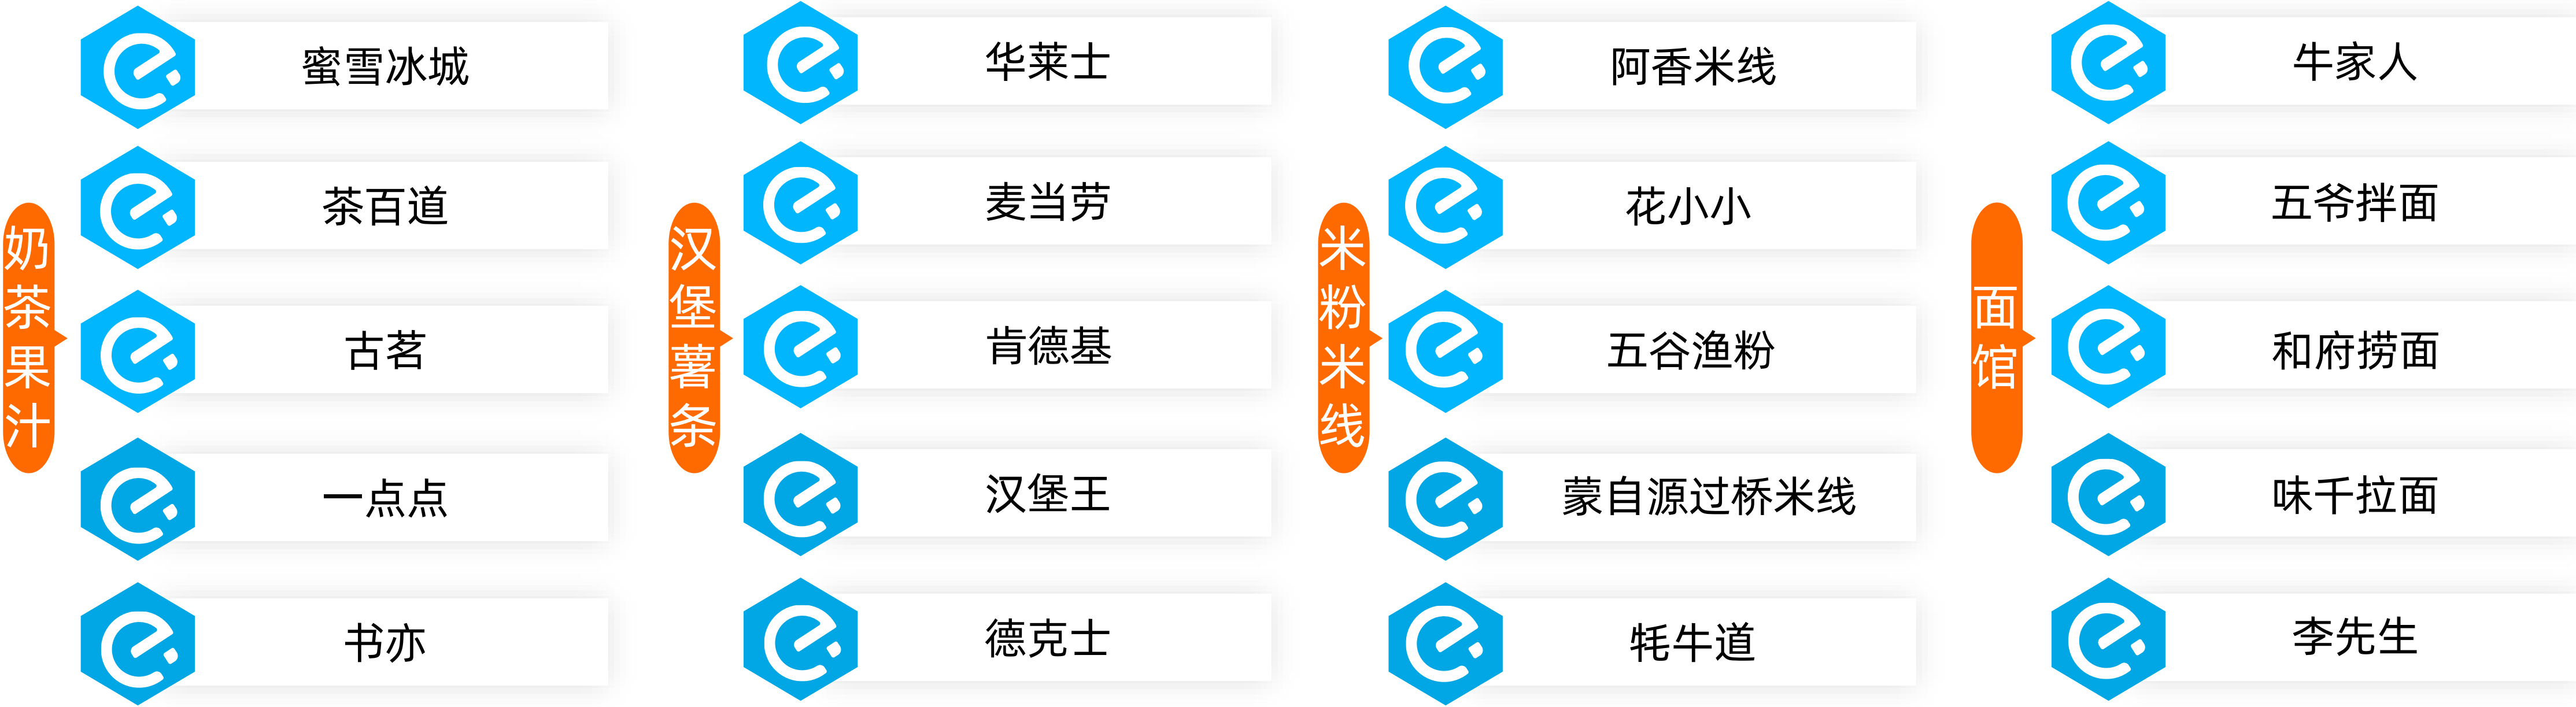 奶茶果汁
蜜雪冰城
茶百道
古茗
一点点
书亦
汉堡薯条
华莱士
麦当劳
肯德基
汉堡王
德克士
米粉米线
阿香米线
花小小
五谷渔粉
蒙自源过桥米线
牦牛道
面馆
牛家人
五爷拌面
和府捞面
味千拉面
李先生